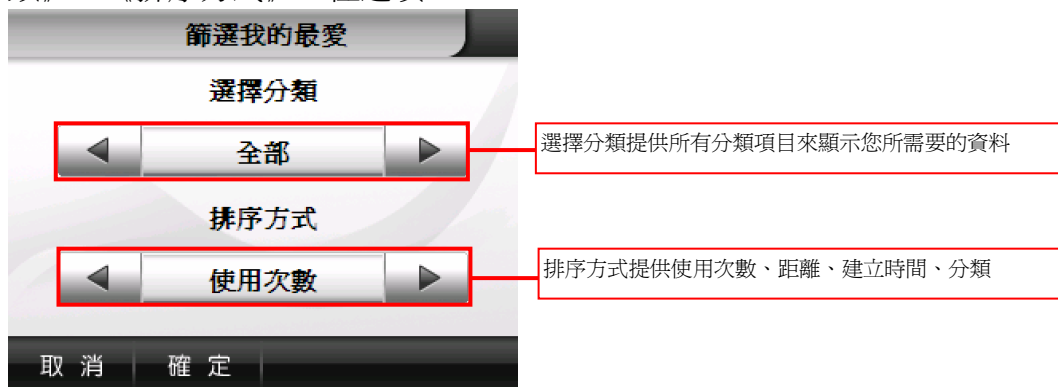 篩選我的最愛
選擇分類
全部
選擇分類提供所有分類項目來顯示您所需要的資料
排序方式
使用次數
排序方式提供使用次數、距離、建立時間、分類
取消 確定